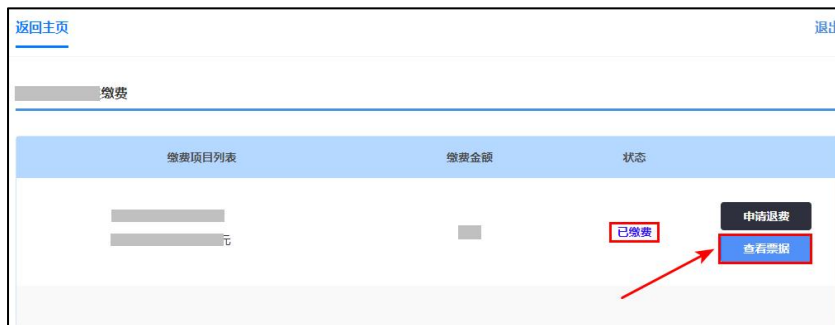 返回主页 退出
缴费
缴费项目列表 缴费金额 状态
申请退费
元 已缴费
查看票据